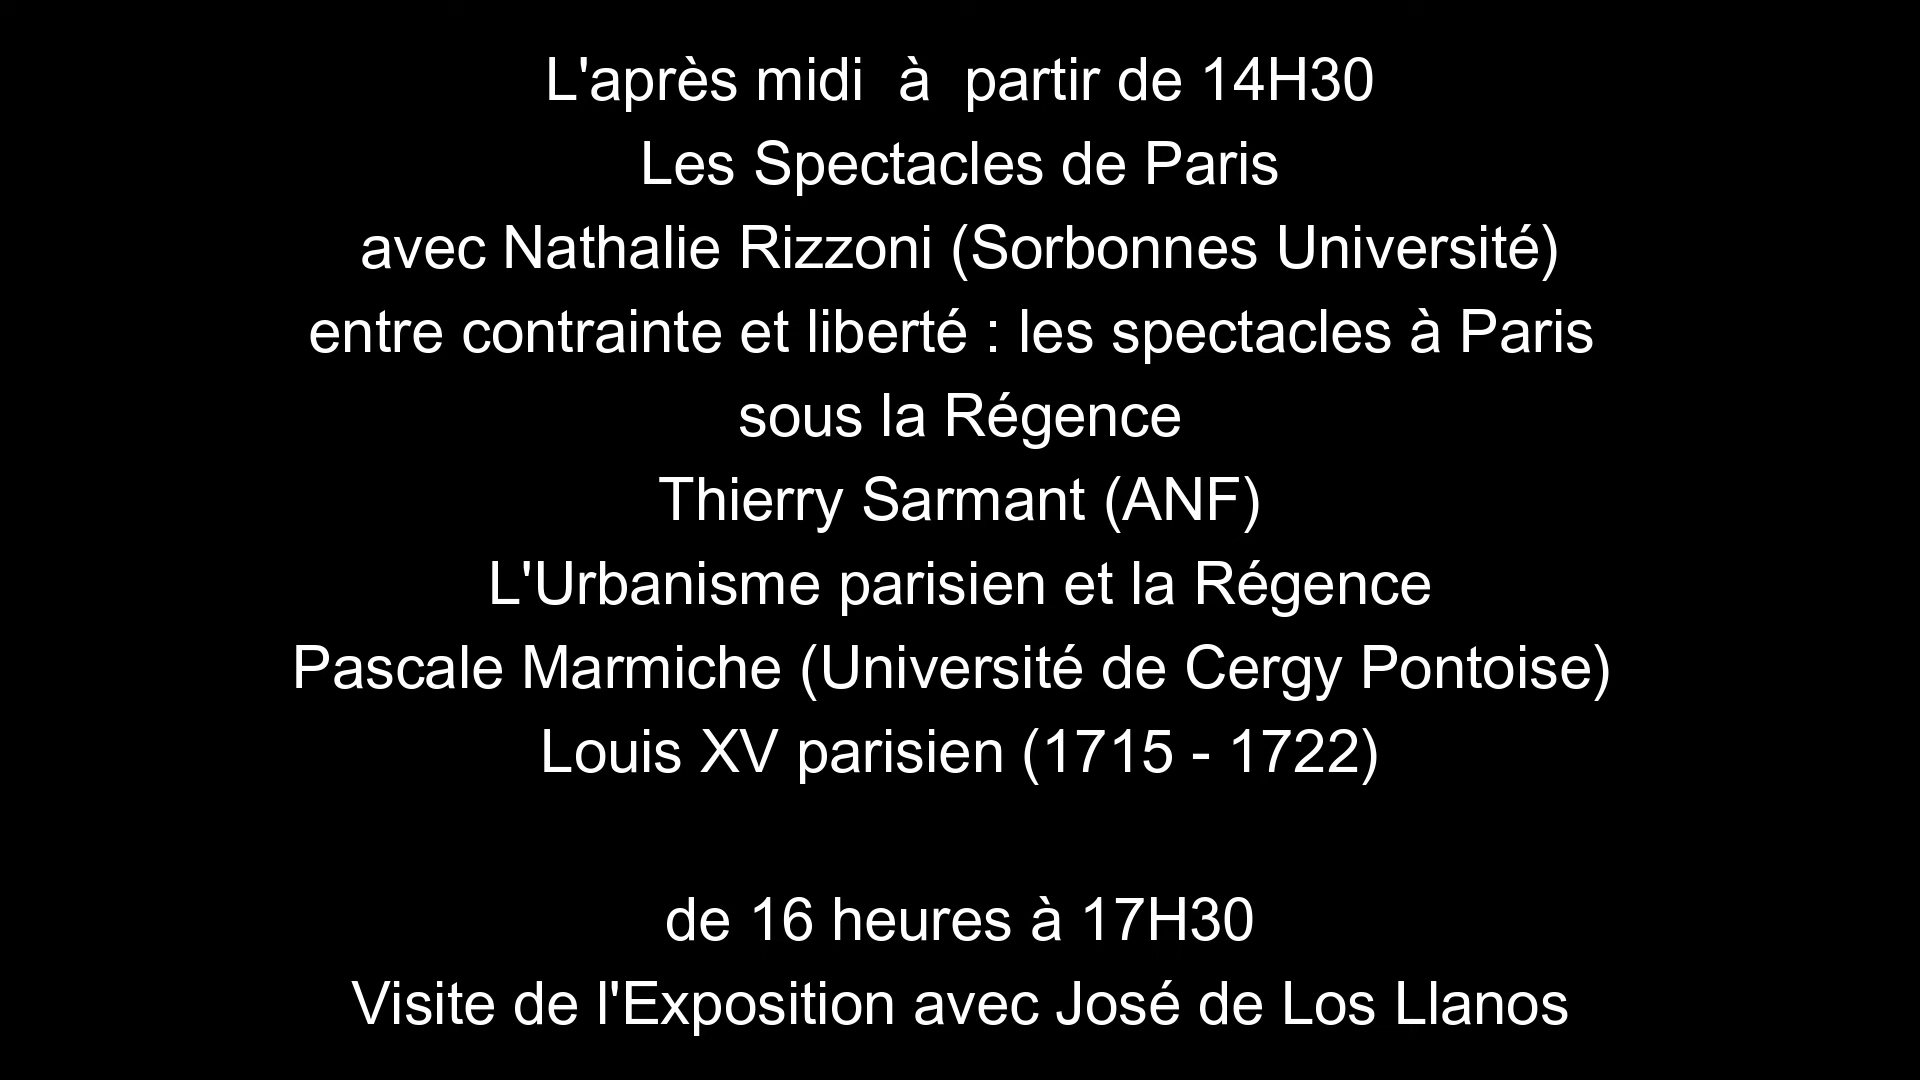 L'après midi  à  partir de 14H30
Les Spectacles de Paris
avec Nathalie Rizzoni (Sorbonnes Université)
entre contrainte et liberté : les spectacles à Paris
sous la Régence
Thierry Sarmant (ANF)
L'Urbanisme parisien et la Régence
Pascale Marmiche (Université de Cergy Pontoise)
Louis XV parisien (1715 - 1722)
de 16 heures à 17H30
Visite de l'Exposition avec José de Los Llanos